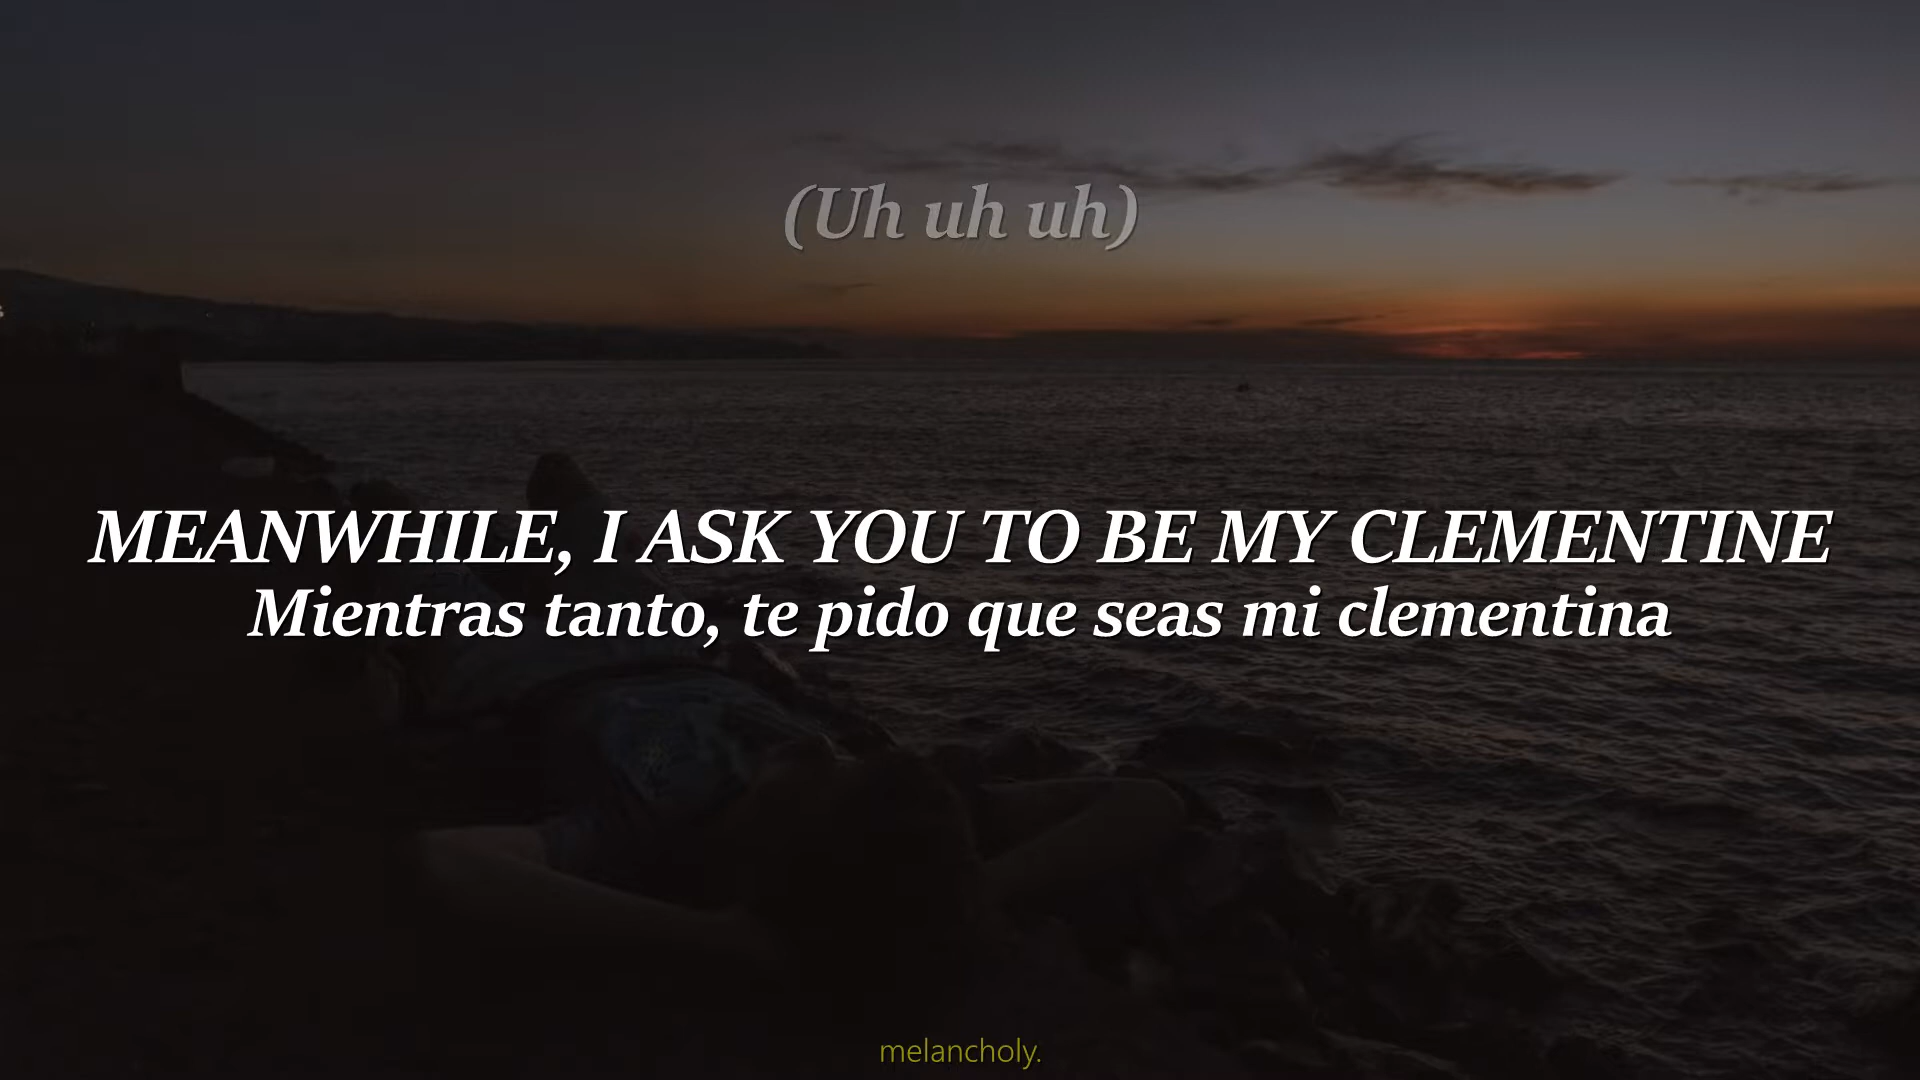 (Uh uh uh)
MEANWHILE, I ASK YOU TO BE MY CLEMENTINE
Mientras tanto, te pido que seas mi clementina
melancholy.